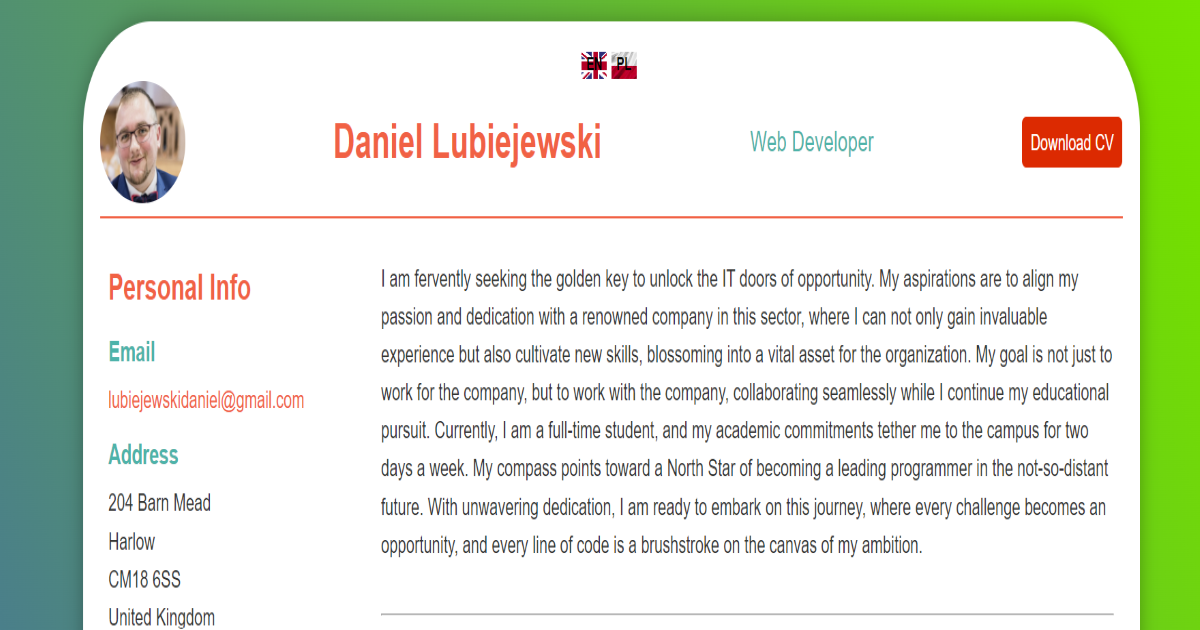 EN PL
Daniel Lubiejewski
Web Developer
Download CV
Personal Info
Email
lubiejewskidaniel@gmail.com
Address
204 Barn Mead
Harlow
CM18 6SS
United Kingdom
I am fervently seeking the golden key to unlock the IT doors of opportunity. My aspirations are to align my
passion and dedication with a renowned company in this sector, where I can not only gain invaluable
experience but also cultivate new skills, blossoming into a vital asset for the organization. My goal is not just to
work for the company, but to work with the company, collaborating seamlessly while I continue my educational
pursuit. Currently, I am a full-time student, and my academic commitments tether me to the campus for two
days a week. My compass points toward a North Star of becoming a leading programmer in the not-so-distant
future. With unwavering dedication, I am ready to embark on this journey, where every challenge becomes an
opportunity, and every line of code is a brushstroke on the canvas of my ambition.